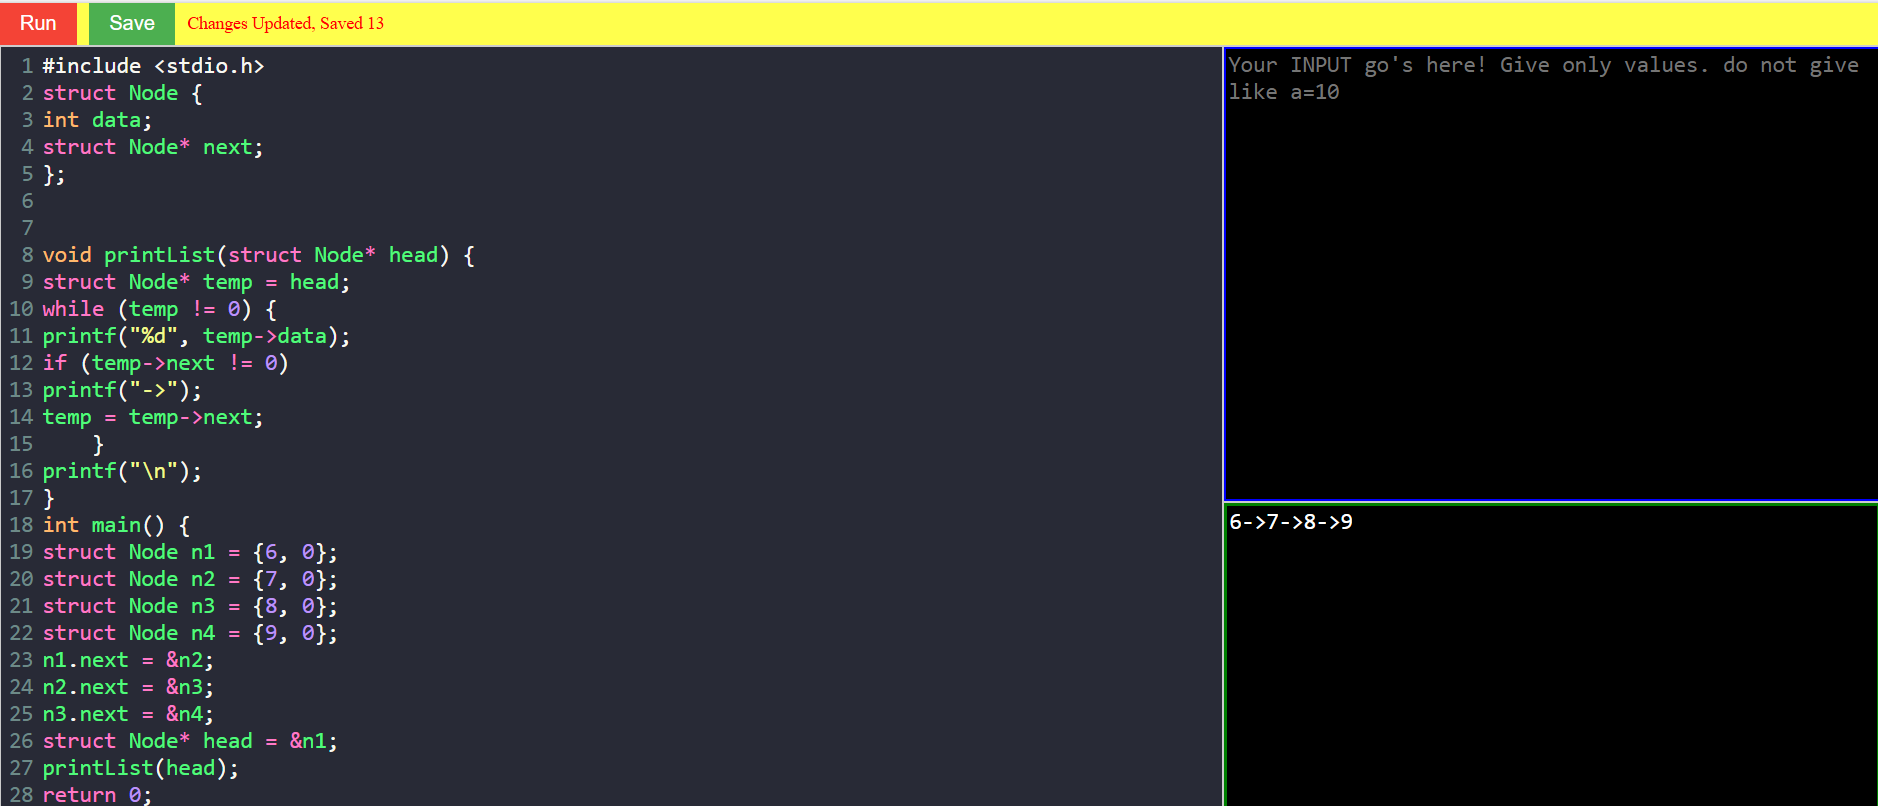 Run Save Changes Updated, Saved 13
1 #include <stdio.h>
2 struct Node {
3 int data;
4 struct Node* next;
5 };
6
7
8 void printList(struct Node* head) {
9 struct Node* temp = head;
10 while (temp != 0) {
11 printf("%d", temp->data);
12 if (temp->next != 0)
13 printf("->");
14 temp = temp->next;
15     }
16 printf("\n");
17 }
18 int main() {
19 struct Node n1 = {6, 0};
20 struct Node n2 = {7, 0};
21 struct Node n3 = {8, 0};
22 struct Node n4 = {9, 0};
23 n1.next = &n2;
24 n2.next = &n3;
25 n3.next = &n4;
26 struct Node* head = &n1;
27 printList(head);
28 return 0;
Your INPUT go's here! Give only values. do not give
like a=10
6->7->8->9